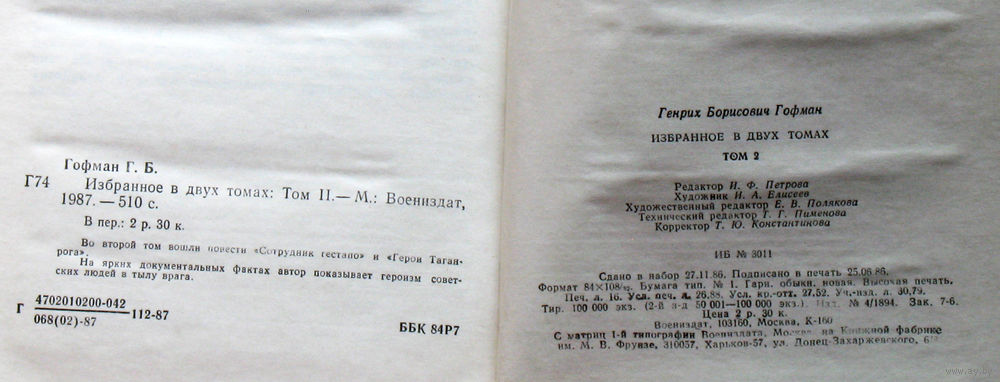 Гофман Г. Б.
Г74
Избранное в двух томах: Том II.— М.: Воениздат,
1987.—510 с.
В пер.: 2 р. 30 к.
Во второй том вошли повести «Сотрудник гестапо» и «Герои Таган-
рога».
На ярких документальных фактах автор показывает героизм совет-
ских людей в тылу врага.
Г 4702010200-042
068(02)-87
112-87
ББК 84Р7
Генрих Борисович Гофман
ИЗБРАННОЕ В ДВУХ ТОМАХ
ТОМ 2
Редактор И. Ф. Петрова
Художник И. А. Елисеев
Художественный редактор Е. В. Полякова
Технический редактор Т. Г. Пименова
Корректор Т. Ю. Константинова
ИБ № 3011
Сдано в набор 27.11.86. Подписано в печать 25.06.86.
Формат 84×108/32. Бумага тип. № 1. Гарн. обыкн. новая. Высокая печать.
Печ. л. 16. Усл. печ. л. 26,88. Усл. кр.-отт. 27,52. Уч.-изд. л. 30,79.
Тир. 100 000 экз. (2-й з-д 50 001—100 000 экз.) Изд. № 4/1894. Зак. 7-6.
Цена 2 р. 30 к.
Воениздат, 103160, Москва, К-160
С матриц 1-й типографии Воениздата, Москва, на Книжной фабрике
им. М. В. Фрунзе, 310057, Харьков-57, ул. Донец-Захаржевского,
www.ay.by